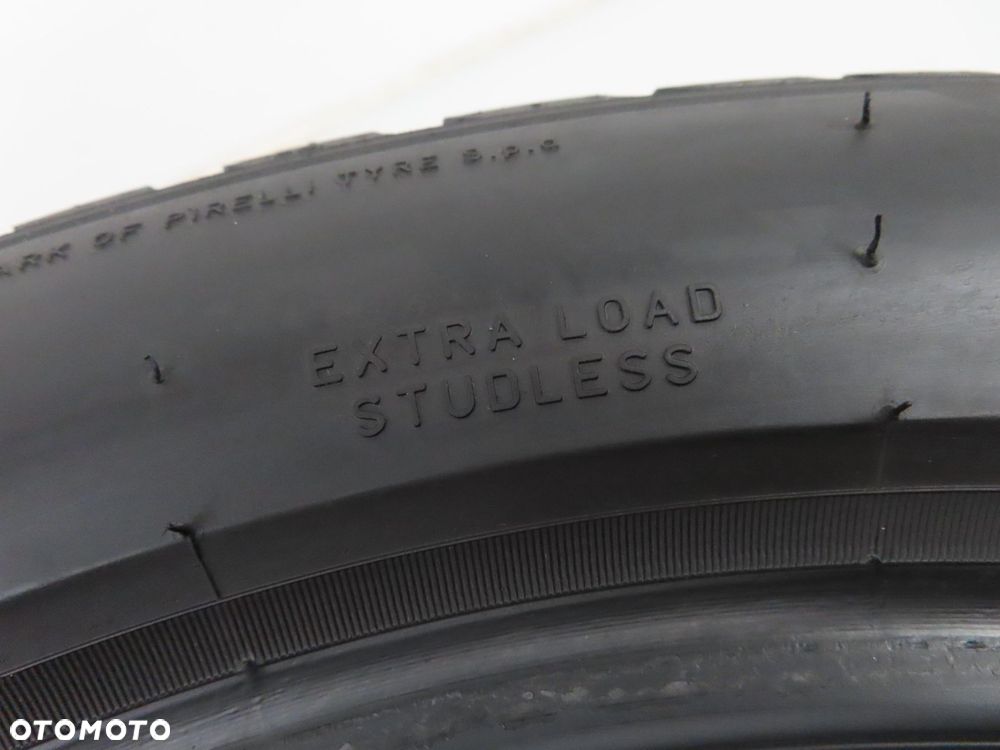 ARK OF PIRELLI TYRE S.p.a
EXTRA LOAD
STUDLESS
OTOMOTO